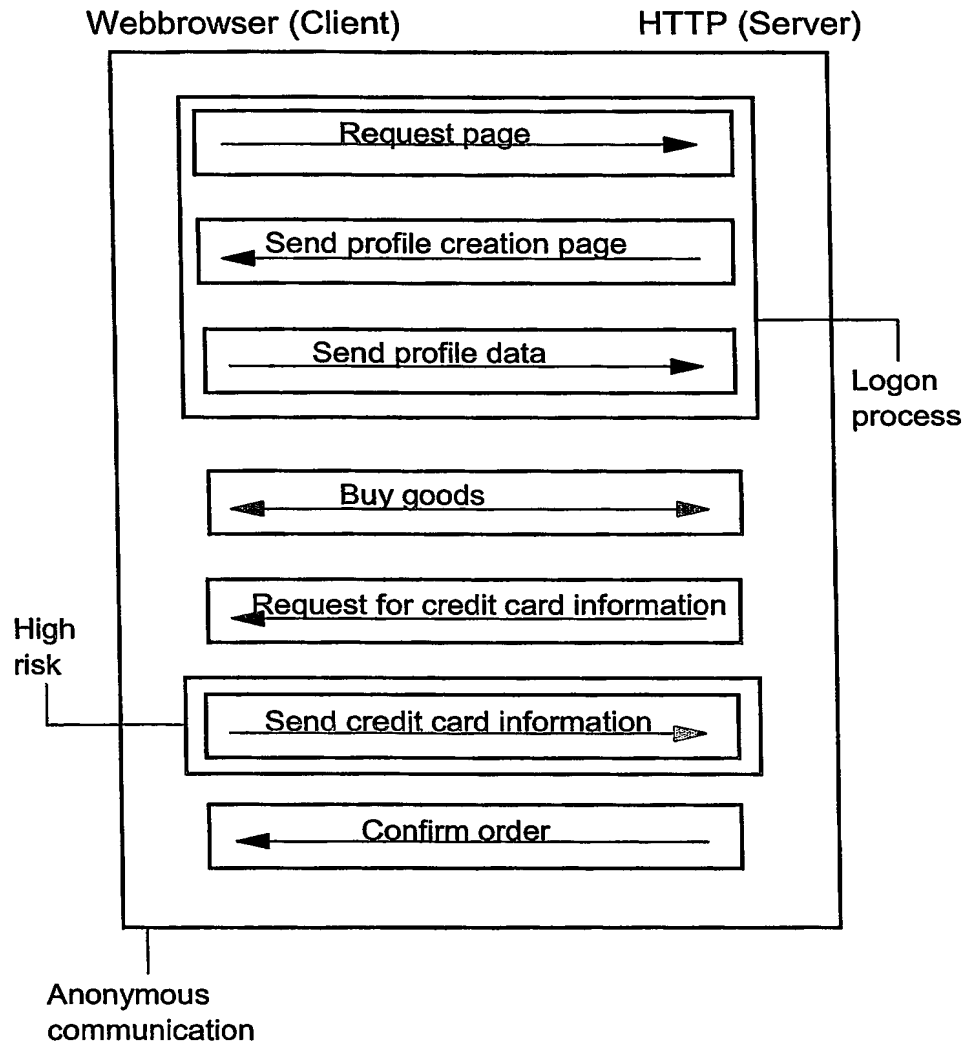 Webbrowser (Client)
HTTP (Server)
Request page
Send profile creation page
Send profile data
Logon
process
Buy goods
Request for credit card information
High
risk
Send credit card information
Confirm order
Anonymous
communication